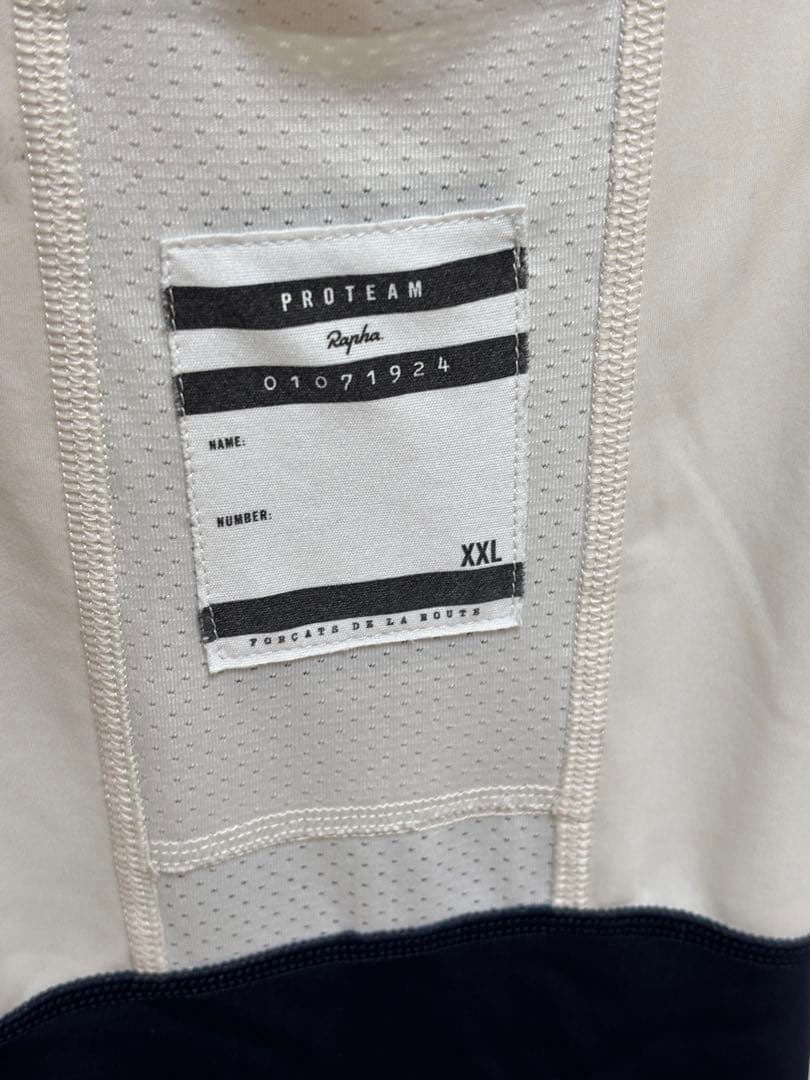 PROTEAM
Rapha
01071924
NAME:
NUMBER:
XXL
FORÇATS DE LA ROUTE